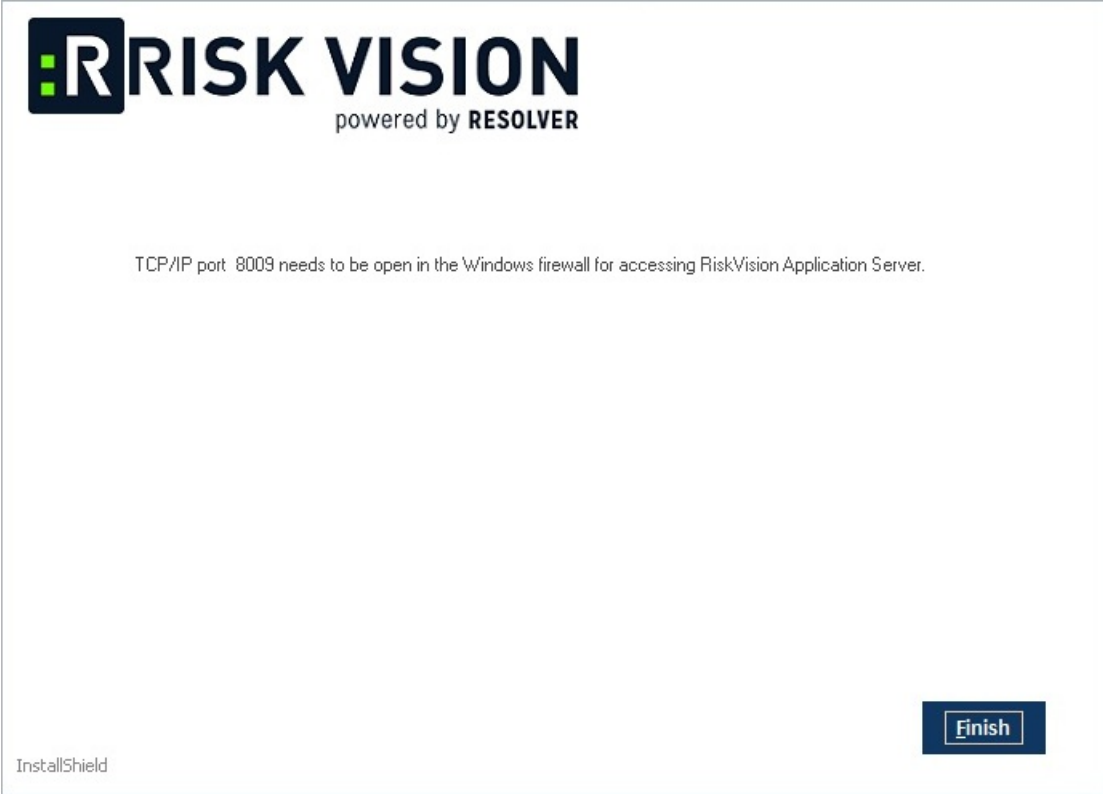 :R RISK VISION
powered by RESOLVER
TCP/IP port 8009 needs to be open in the Windows firewall for accessing RiskVision Application Server.
Finish
InstallShield